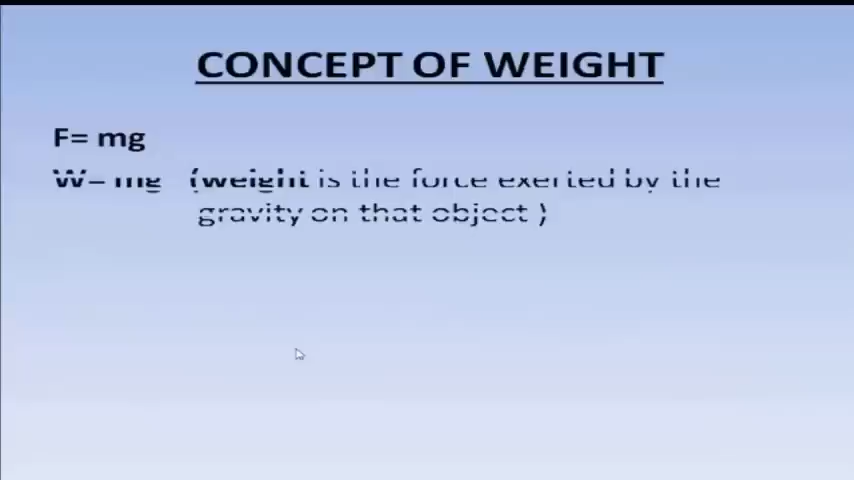 CONCEPT OF WEIGHT
F= mg
W= mg (weight is the force exerted by the
gravity on that object )